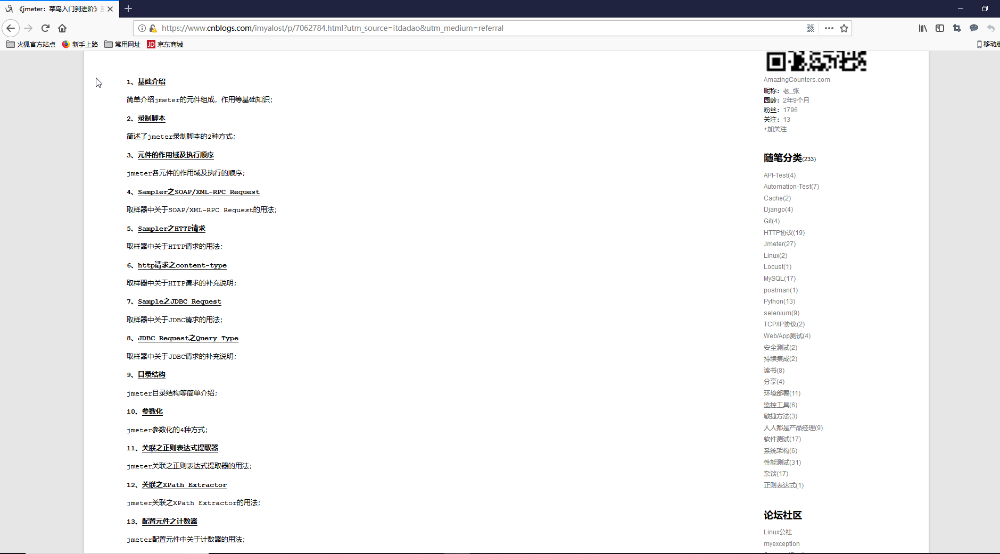 《jmeter：菜鸟入门到进阶》
https://www.cnblogs.com/imyalost/p/7062784.html?utm_source=itdadao&utm_medium=referral
火狐官方站点 新手上路 常用网址 JD 京东商城 移动版
1、基础介绍
简单介绍jmeter的元件组成，作用等基础知识；
2、录制脚本
简述了jmeter录制脚本的2种方式；
3、元件的作用域及执行顺序
jmeter各元件的作用域及执行的顺序；
4、Sampler之SOAP/XML-RPC Request
取样器中关于SOAP/XML-RPC Request的用法；
5、Sampler之HTTP请求
取样器中关于HTTP请求的用法；
6、http请求之content-type
取样器中关于HTTP请求的补充说明；
7、Sample之JDBC Request
取样器中关于JDBC请求的用法；
8、JDBC Request之Query Type
取样器中关于JDBC请求的补充说明；
9、目录结构
jmeter目录结构等简单介绍；
10、参数化
jmeter参数化的4种方式；
11、关联之正则表达式提取器
jmeter关联之正则表达式提取器的用法；
12、关联之XPath Extractor
jmeter关联之XPath Extractor的用法；
13、配置元件之计数器
jmeter配置元件中关于计数器的用法；
AmazingCounters.com
昵称：老_张
园龄：2年9个月
粉丝：1796
关注：13
+加关注
随笔分类(233)
API-Test(4)
Automation-Test(7)
Cache(2)
Django(4)
Git(4)
HTTP协议(19)
Jmeter(27)
Linux(2)
Locust(1)
MySQL(17)
postman(1)
Python(13)
selenium(9)
TCP/IP协议(2)
Web/App测试(4)
安全测试(2)
持续集成(2)
读书(8)
分享(4)
环境部署(11)
监控工具(6)
敏捷方法(3)
人人都是产品经理(9)
软件测试(17)
系统架构(6)
性能测试(31)
杂谈(17)
正则表达式(1)
论坛社区
Linux公社
myexception